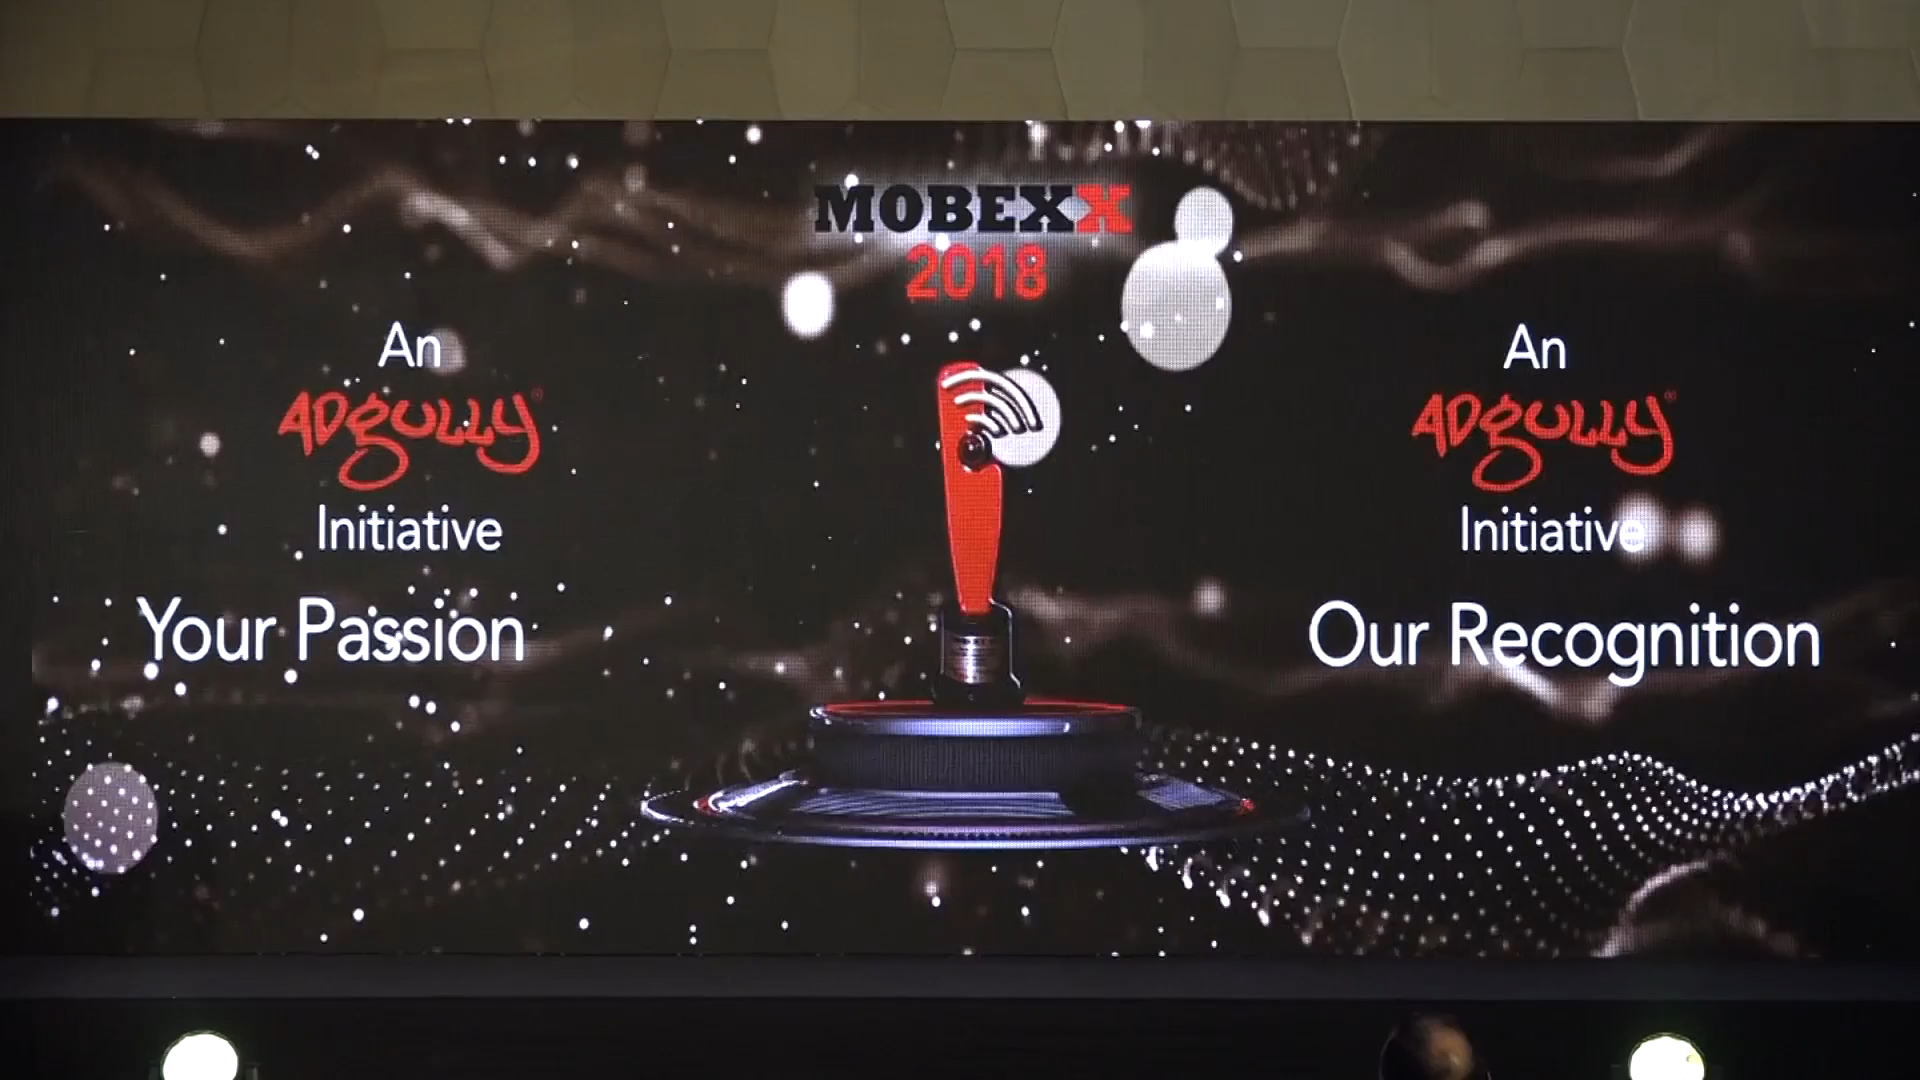 MOBEXX
2018
An
ADgULLY®
Initiative
Your Passion
An
ADgULLY®
Initiative
Our Recognition